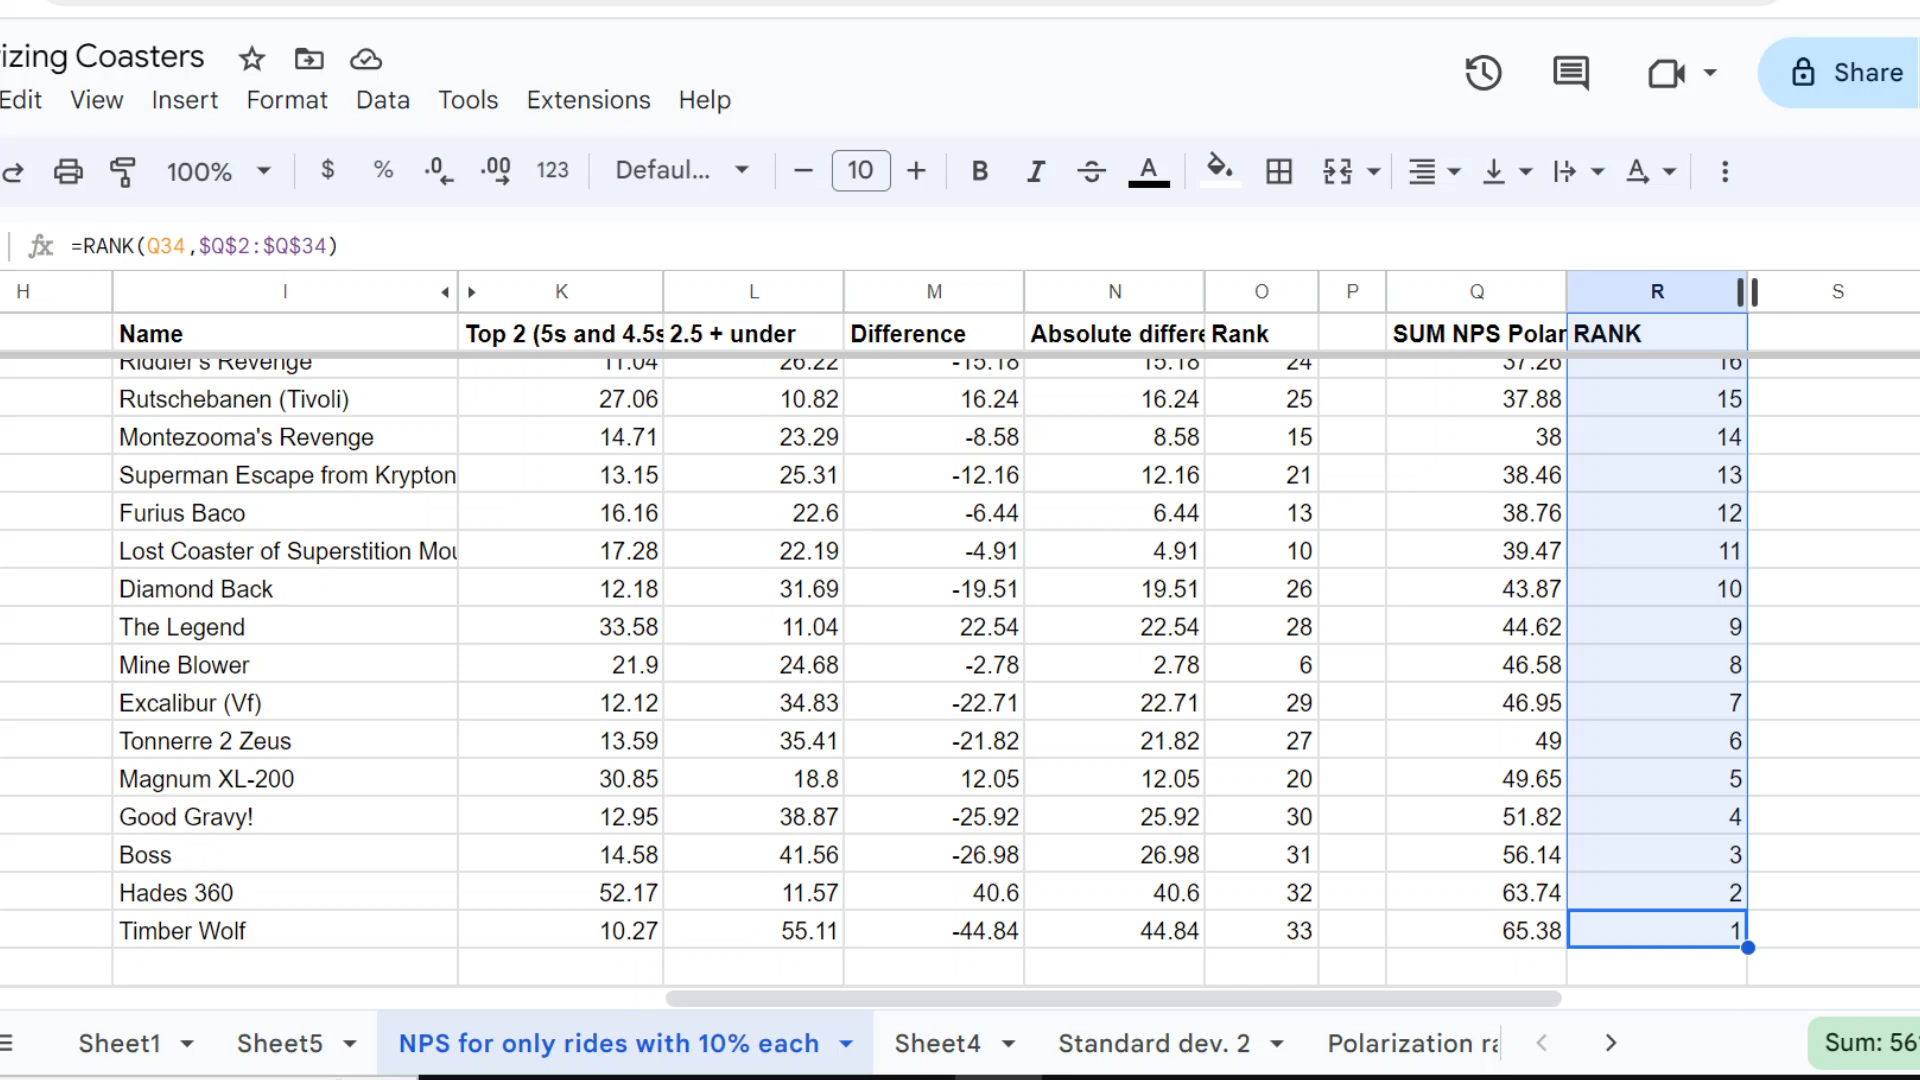 izing Coasters
Edit View Insert Format Data Tools Extensions Help
Share
100% $ % .0 .00 123 Defaul... 10 B I A
fx =RANK(Q34,$Q$2:$Q$34)
H I K L M N O P Q R S
Name Top 2 (5s and 4.5s 2.5 + under Difference Absolute differe Rank SUM NPS Polar RANK
Riddler's Revenge 11.04 26.22 -15.18 15.18 24 37.26 16
Rutschebanen (Tivoli) 27.06 10.82 16.24 16.24 25 37.88 15
Montezooma's Revenge 14.71 23.29 -8.58 8.58 15 38 14
Superman Escape from Krypton 13.15 25.31 -12.16 12.16 21 38.46 13
Furius Baco 16.16 22.6 -6.44 6.44 13 38.76 12
Lost Coaster of Superstition Mou 17.28 22.19 -4.91 4.91 10 39.47 11
Diamond Back 12.18 31.69 -19.51 19.51 26 43.87 10
The Legend 33.58 11.04 22.54 22.54 28 44.62 9
Mine Blower 21.9 24.68 -2.78 2.78 6 46.58 8
Excalibur (Vf) 12.12 34.83 -22.71 22.71 29 46.95 7
Tonnerre 2 Zeus 13.59 35.41 -21.82 21.82 27 49 6
Magnum XL-200 30.85 18.8 12.05 12.05 20 49.65 5
Good Gravy! 12.95 38.87 -25.92 25.92 30 51.82 4
Boss 14.58 41.56 -26.98 26.98 31 56.14 3
Hades 360 52.17 11.57 40.6 40.6 32 63.74 2
Timber Wolf 10.27 55.11 -44.84 44.84 33 65.38 1
Sheet1 Sheet5 NPS for only rides with 10% each Sheet4 Standard dev. 2 Polarization ra Sum: 56